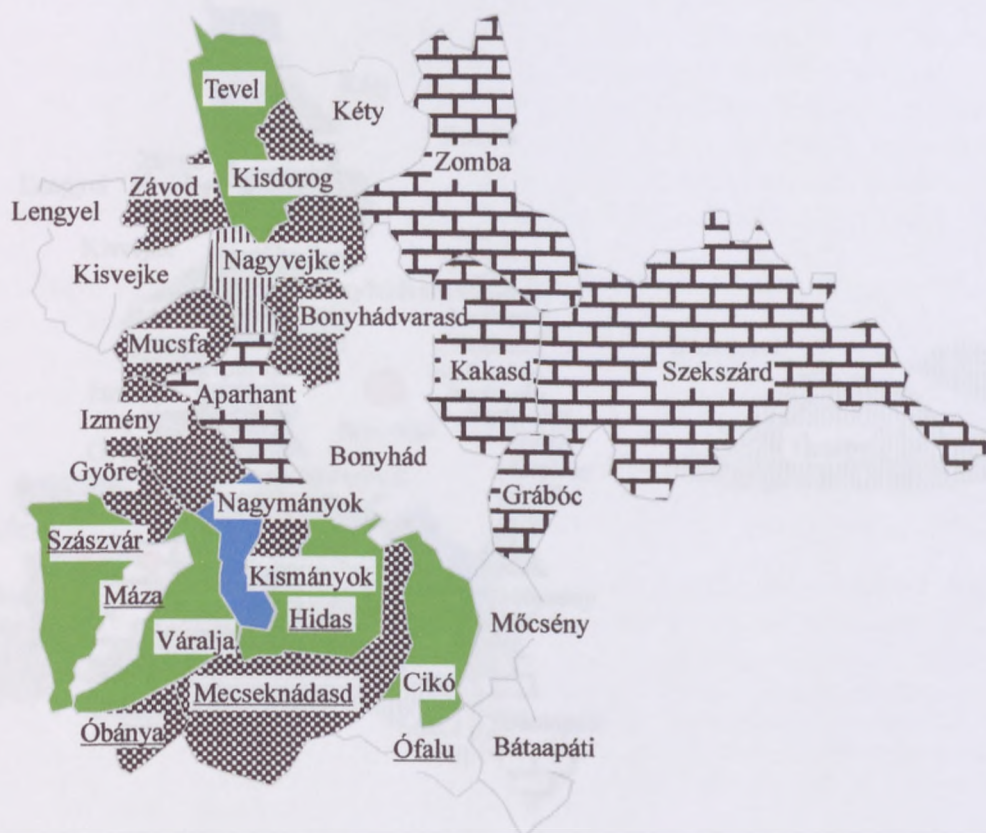 Tevel
Kéty
Zomba
Závod
Kisdorog
Lengyel
Kisvejke
Nagyvejke
Bonyhádvarasd
Mucsfa
Aparhant
Kakasd
Szekszárd
Izmény
Bonyhád
Györe
Nagymányok
Grábóc
Szászvár
Kismányok
Máza
Hidas
Mőcsény
Váralja
Cikó
Mecseknádasd
Óbánya
Ófalu
Bátaapáti